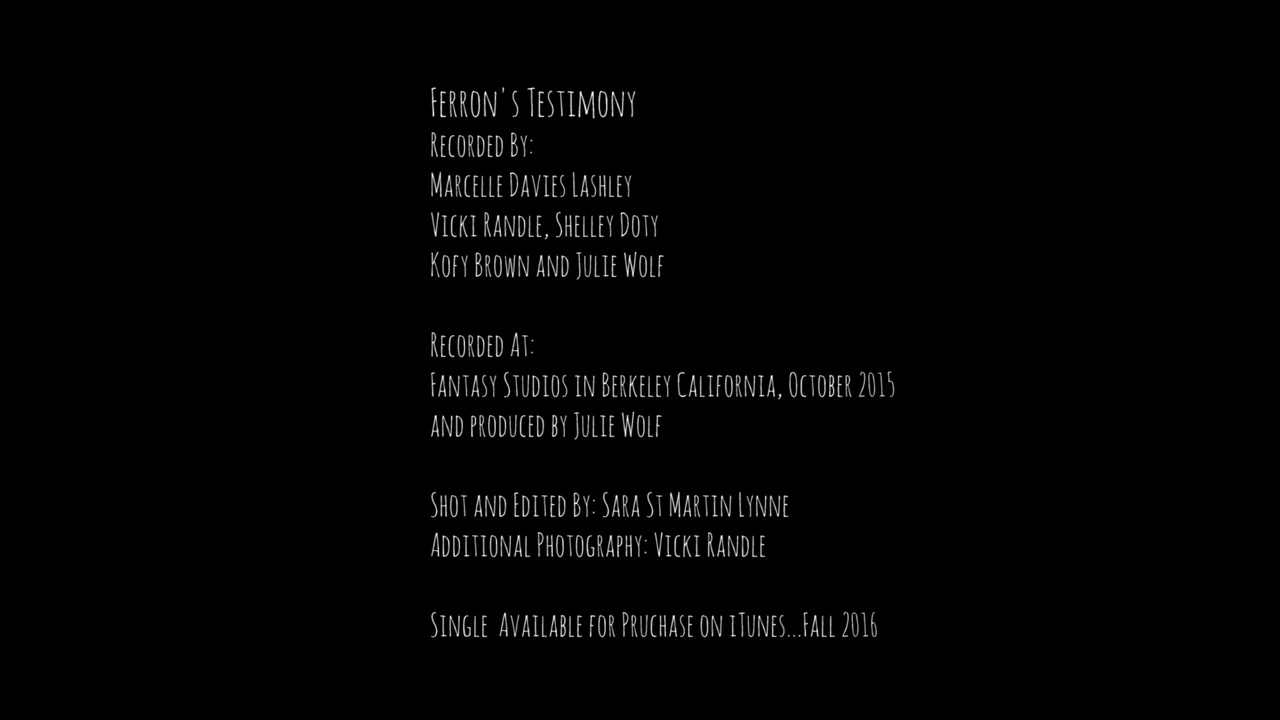 Ferron's Testimony
Recorded By:
Marcelle Davies Lashley
Vicki Randle, Shelley Doty
Kofy Brown and Julie Wolf
Recorded At:
Fantasy Studios in Berkeley California, October 2015
and produced by Julie Wolf
Shot and Edited By: Sara St Martin Lynne
Additional Photography: Vicki Randle
Single Available for Pruchase on iTunes...Fall 2016